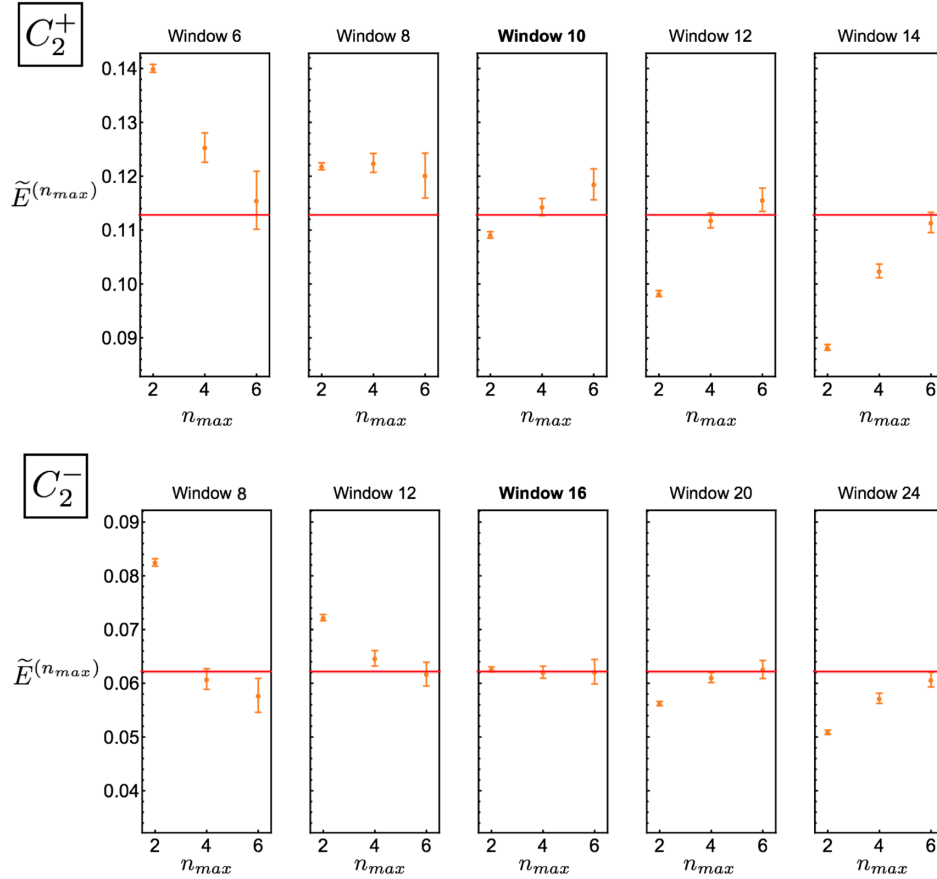 C₂⁺
Window 6 Window 8 Window 10 Window 12 Window 14
0.14
0.13
0.12
Ẽ^(n_max)
0.11
0.10
0.09
2 4 6 2 4 6 2 4 6 2 4 6 2 4 6
n_max n_max n_max n_max n_max
C₂⁻
Window 8 Window 12 Window 16 Window 20 Window 24
0.09
0.08
0.07
Ẽ^(n_max)
0.06
0.05
0.04
2 4 6 2 4 6 2 4 6 2 4 6 2 4 6
n_max n_max n_max n_max n_max